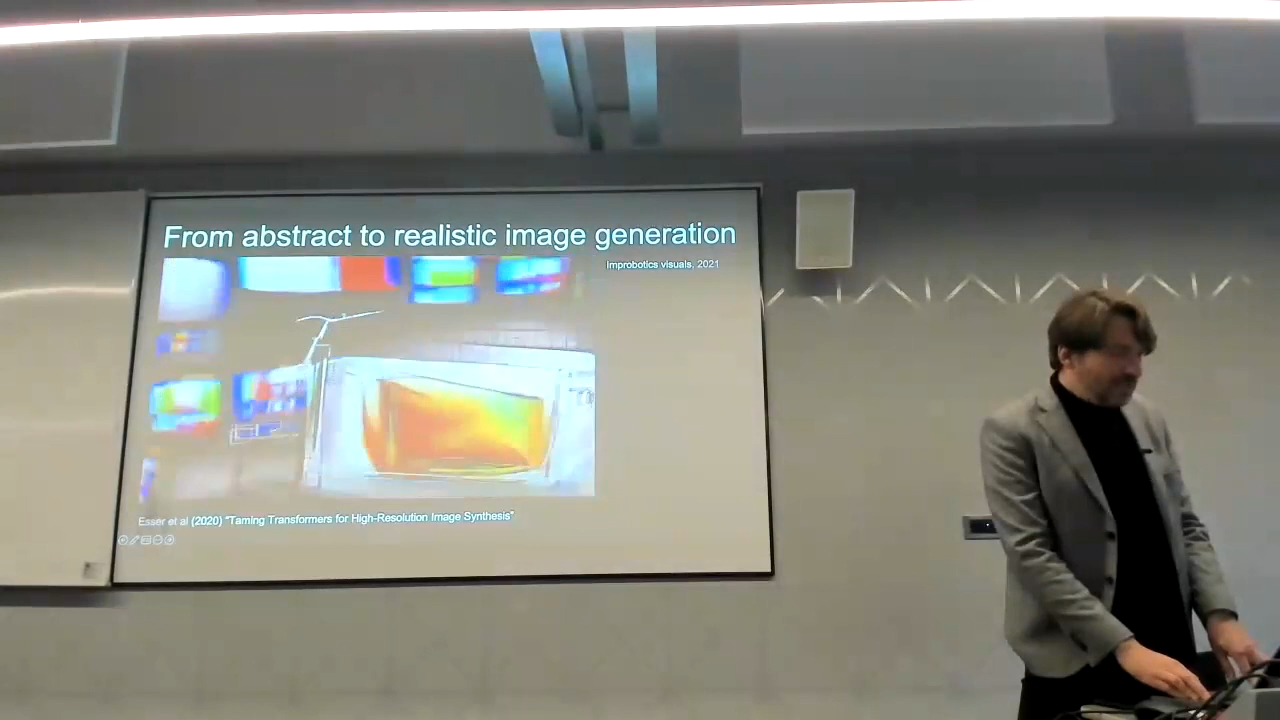 From abstract to realistic image generation
Improbotics visuals, 2021
Esser et al (2020) "Taming Transformers for High-Resolution Image Synthesis"